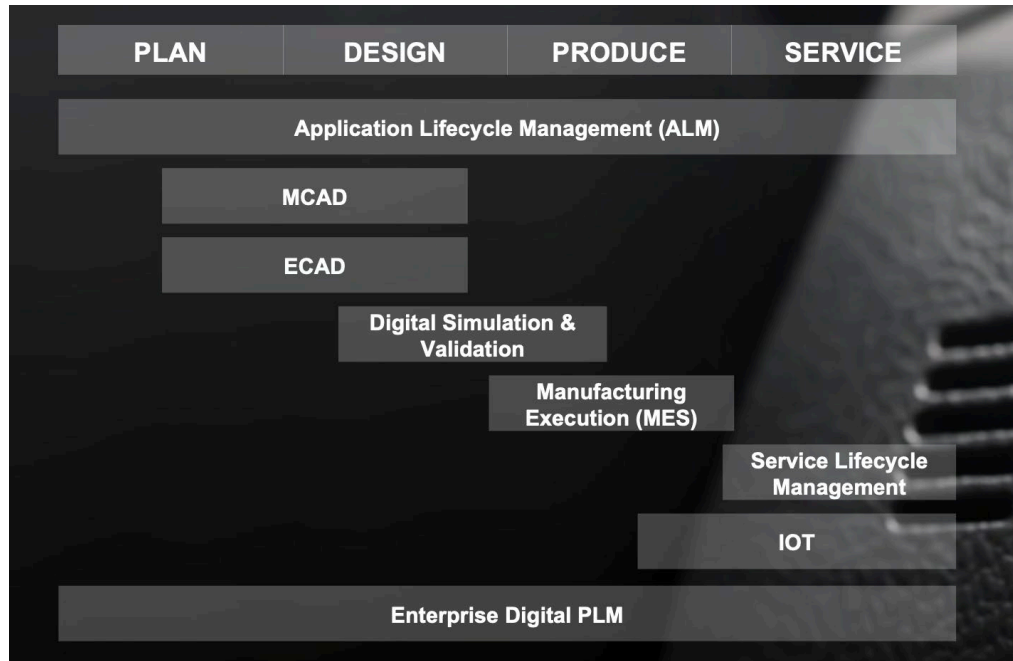 PLAN DESIGN PRODUCE SERVICE
Application Lifecycle Management (ALM)
MCAD
ECAD
Digital Simulation &
Validation
Manufacturing
Execution (MES)
Service Lifecycle
Management
IOT
Enterprise Digital PLM